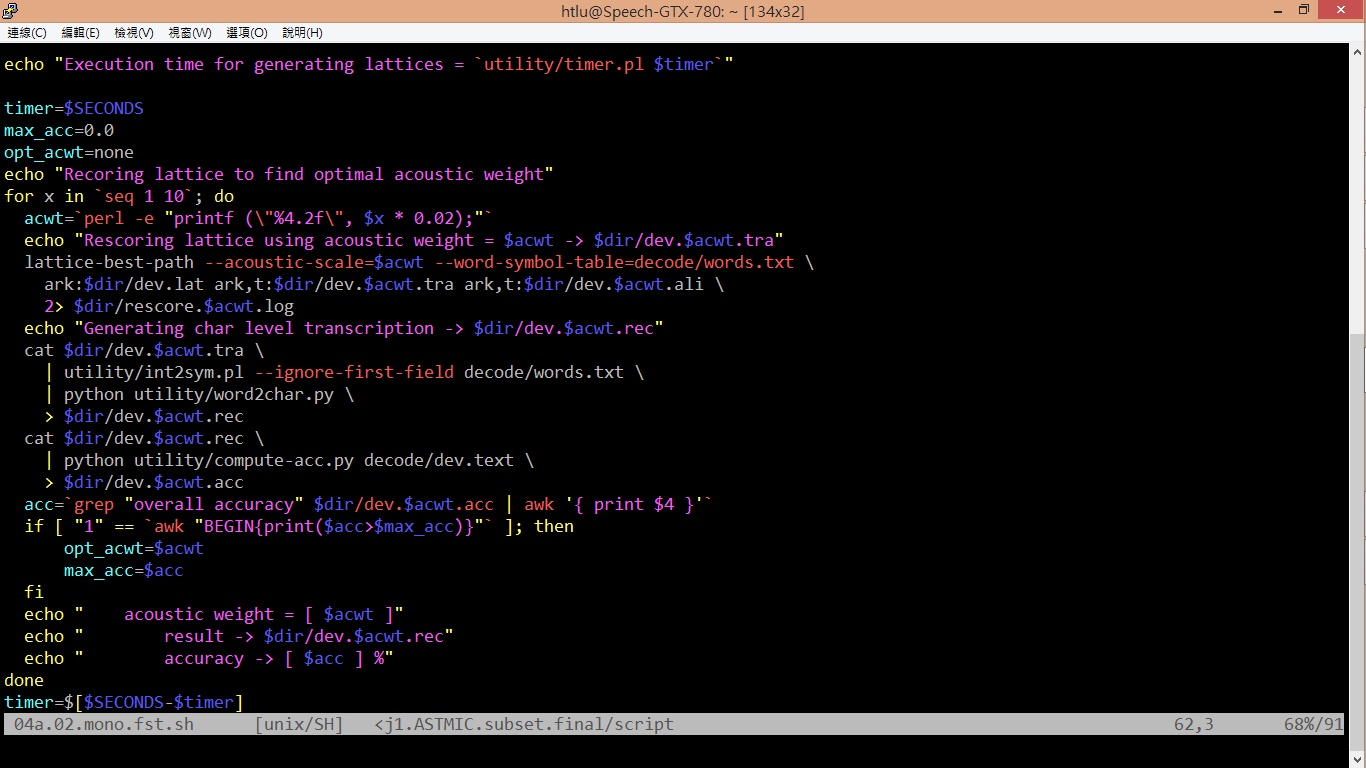 htlu@Speech-GTX-780: ~ [134x32]
連線(C) 編輯(E) 檢視(V) 視窗(W) 選項(O) 說明(H)
echo "Execution time for generating lattices = `utility/timer.pl $timer`"
timer=$SECONDS
max_acc=0.0
opt_acwt=none
echo "Recoring lattice to find optimal acoustic weight"
for x in `seq 1 10`; do
  acwt=`perl -e "printf (\"%4.2f\", $x * 0.02);"`
  echo "Rescoring lattice using acoustic weight = $acwt -> $dir/dev.$acwt.tra"
  lattice-best-path --acoustic-scale=$acwt --word-symbol-table=decode/words.txt \
    ark:$dir/dev.lat ark,t:$dir/dev.$acwt.tra ark,t:$dir/dev.$acwt.ali \
    2> $dir/rescore.$acwt.log
  echo "Generating char level transcription -> $dir/dev.$acwt.rec"
  cat $dir/dev.$acwt.tra \
    | utility/int2sym.pl --ignore-first-field decode/words.txt \
    | python utility/word2char.py \
    > $dir/dev.$acwt.rec
  cat $dir/dev.$acwt.rec \
    | python utility/compute-acc.py decode/dev.text \
    > $dir/dev.$acwt.acc
  acc=`grep "overall accuracy" $dir/dev.$acwt.acc | awk '{ print $4 }'`
  if [ "1" == `awk "BEGIN{print($acc>$max_acc)}"` ]; then
      opt_acwt=$acwt
      max_acc=$acc
  fi
  echo "    acoustic weight = [ $acwt ]"
  echo "        result -> $dir/dev.$acwt.rec"
  echo "        accuracy -> [ $acc ] %"
done
timer=$[$SECONDS-$timer]
04a.02.mono.fst.sh [unix/SH] <j1.ASTMIC.subset.final/script 62,3 68%/91